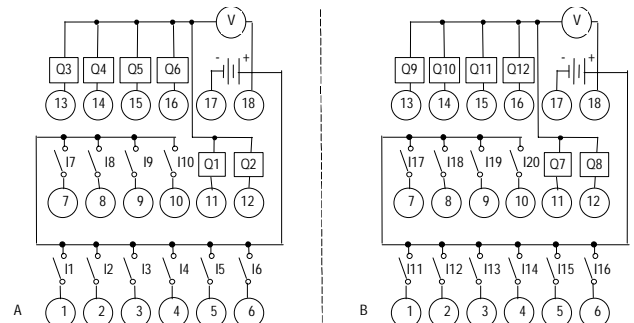 V V
Q3 Q4 Q5 Q6 - + Q9 Q10 Q11 Q12 - +
13 14 15 16 17 18 13 14 15 16 17 18
I7 I8 I9 I10 Q1 Q2 I17 I18 I19 I20 Q7 Q8
7 8 9 10 11 12 7 8 9 10 11 12
I1 I2 I3 I4 I5 I6 I11 I12 I13 I14 I15 I16
A 1 2 3 4 5 6 B 1 2 3 4 5 6